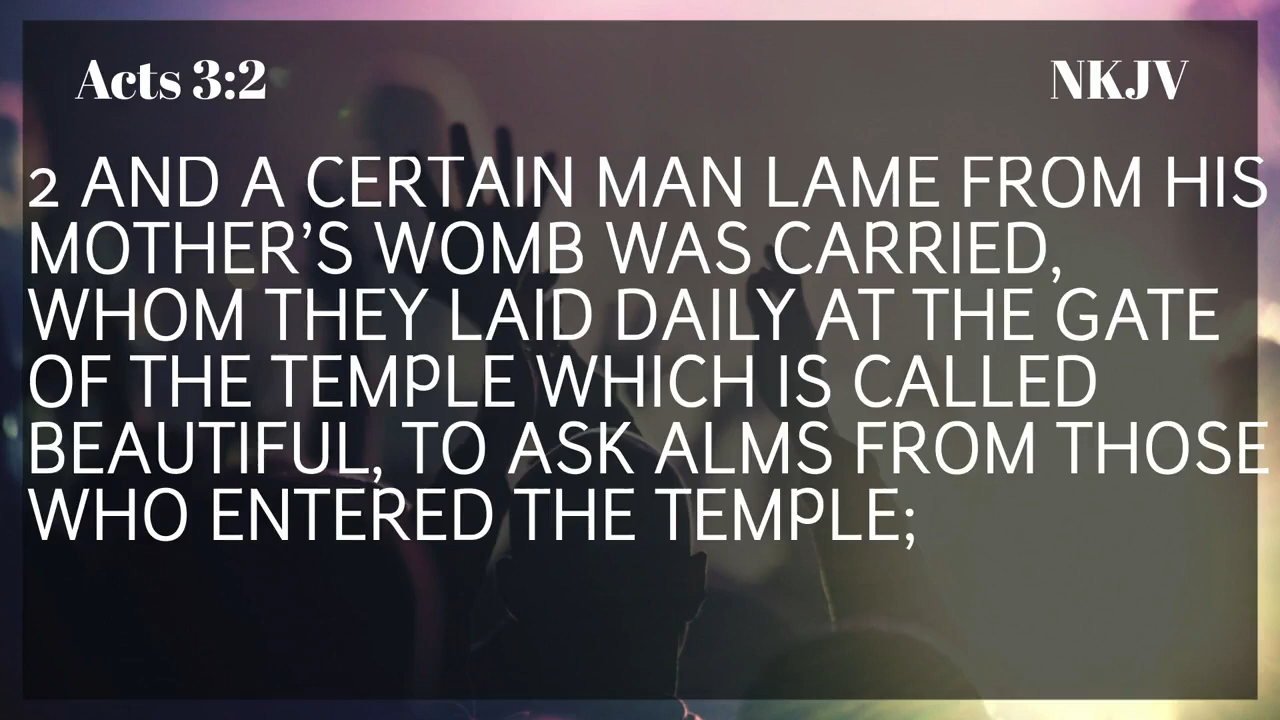 Acts 3:2 NKJV
2 AND A CERTAIN MAN LAME FROM HIS
MOTHER’S WOMB WAS CARRIED,
WHOM THEY LAID DAILY AT THE GATE
OF THE TEMPLE WHICH IS CALLED
BEAUTIFUL, TO ASK ALMS FROM THOSE
WHO ENTERED THE TEMPLE;